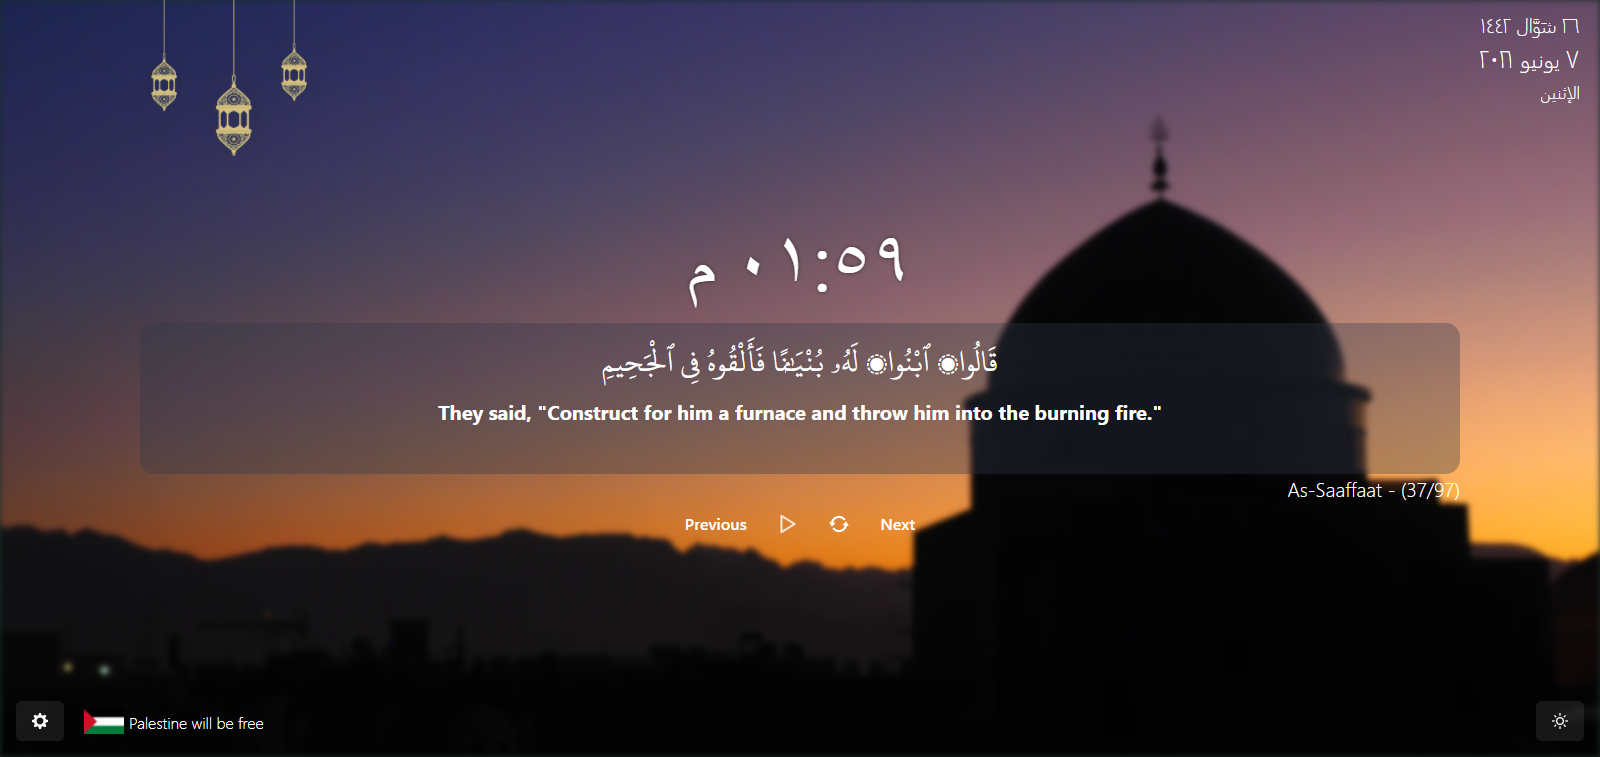 ٢٦ شَوَّال ١٤٤٢
٧ يونيو ٢٠٢١
الإثنين
٠١:٥٩ م
قَالُوا۟ ٱبْنُوا۟ لَهُۥ بُنْيَـٰنًا فَأَلْقُوهُ فِى ٱلْجَحِيمِ
They said, "Construct for him a furnace and throw him into the burning fire."
As-Saaffaat - (37/97)
Previous
Next
Palestine will be free